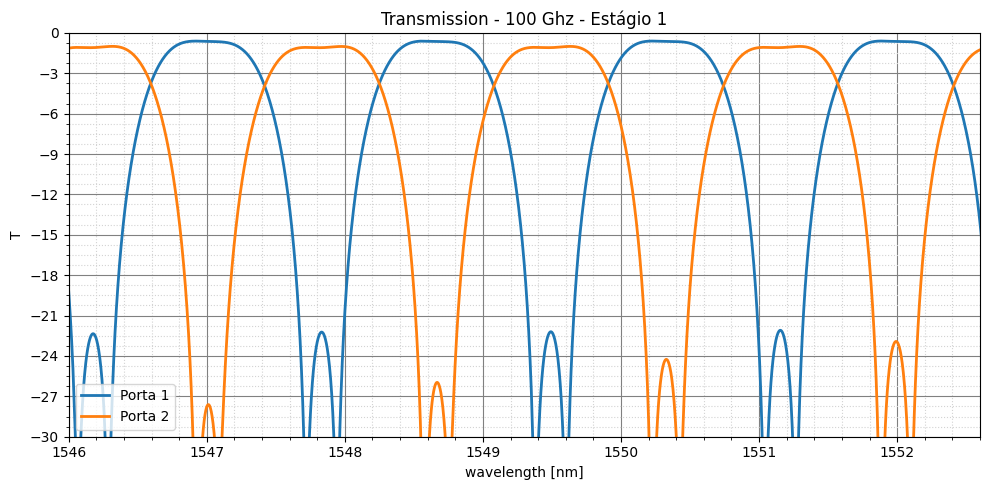 Transmission - 100 Ghz - Estágio 1
T
0
−3
−6
−9
−12
−15
−18
−21
−24
−27
−30
Porta 1
Porta 2
1546 1547 1548 1549 1550 1551 1552
wavelength [nm]